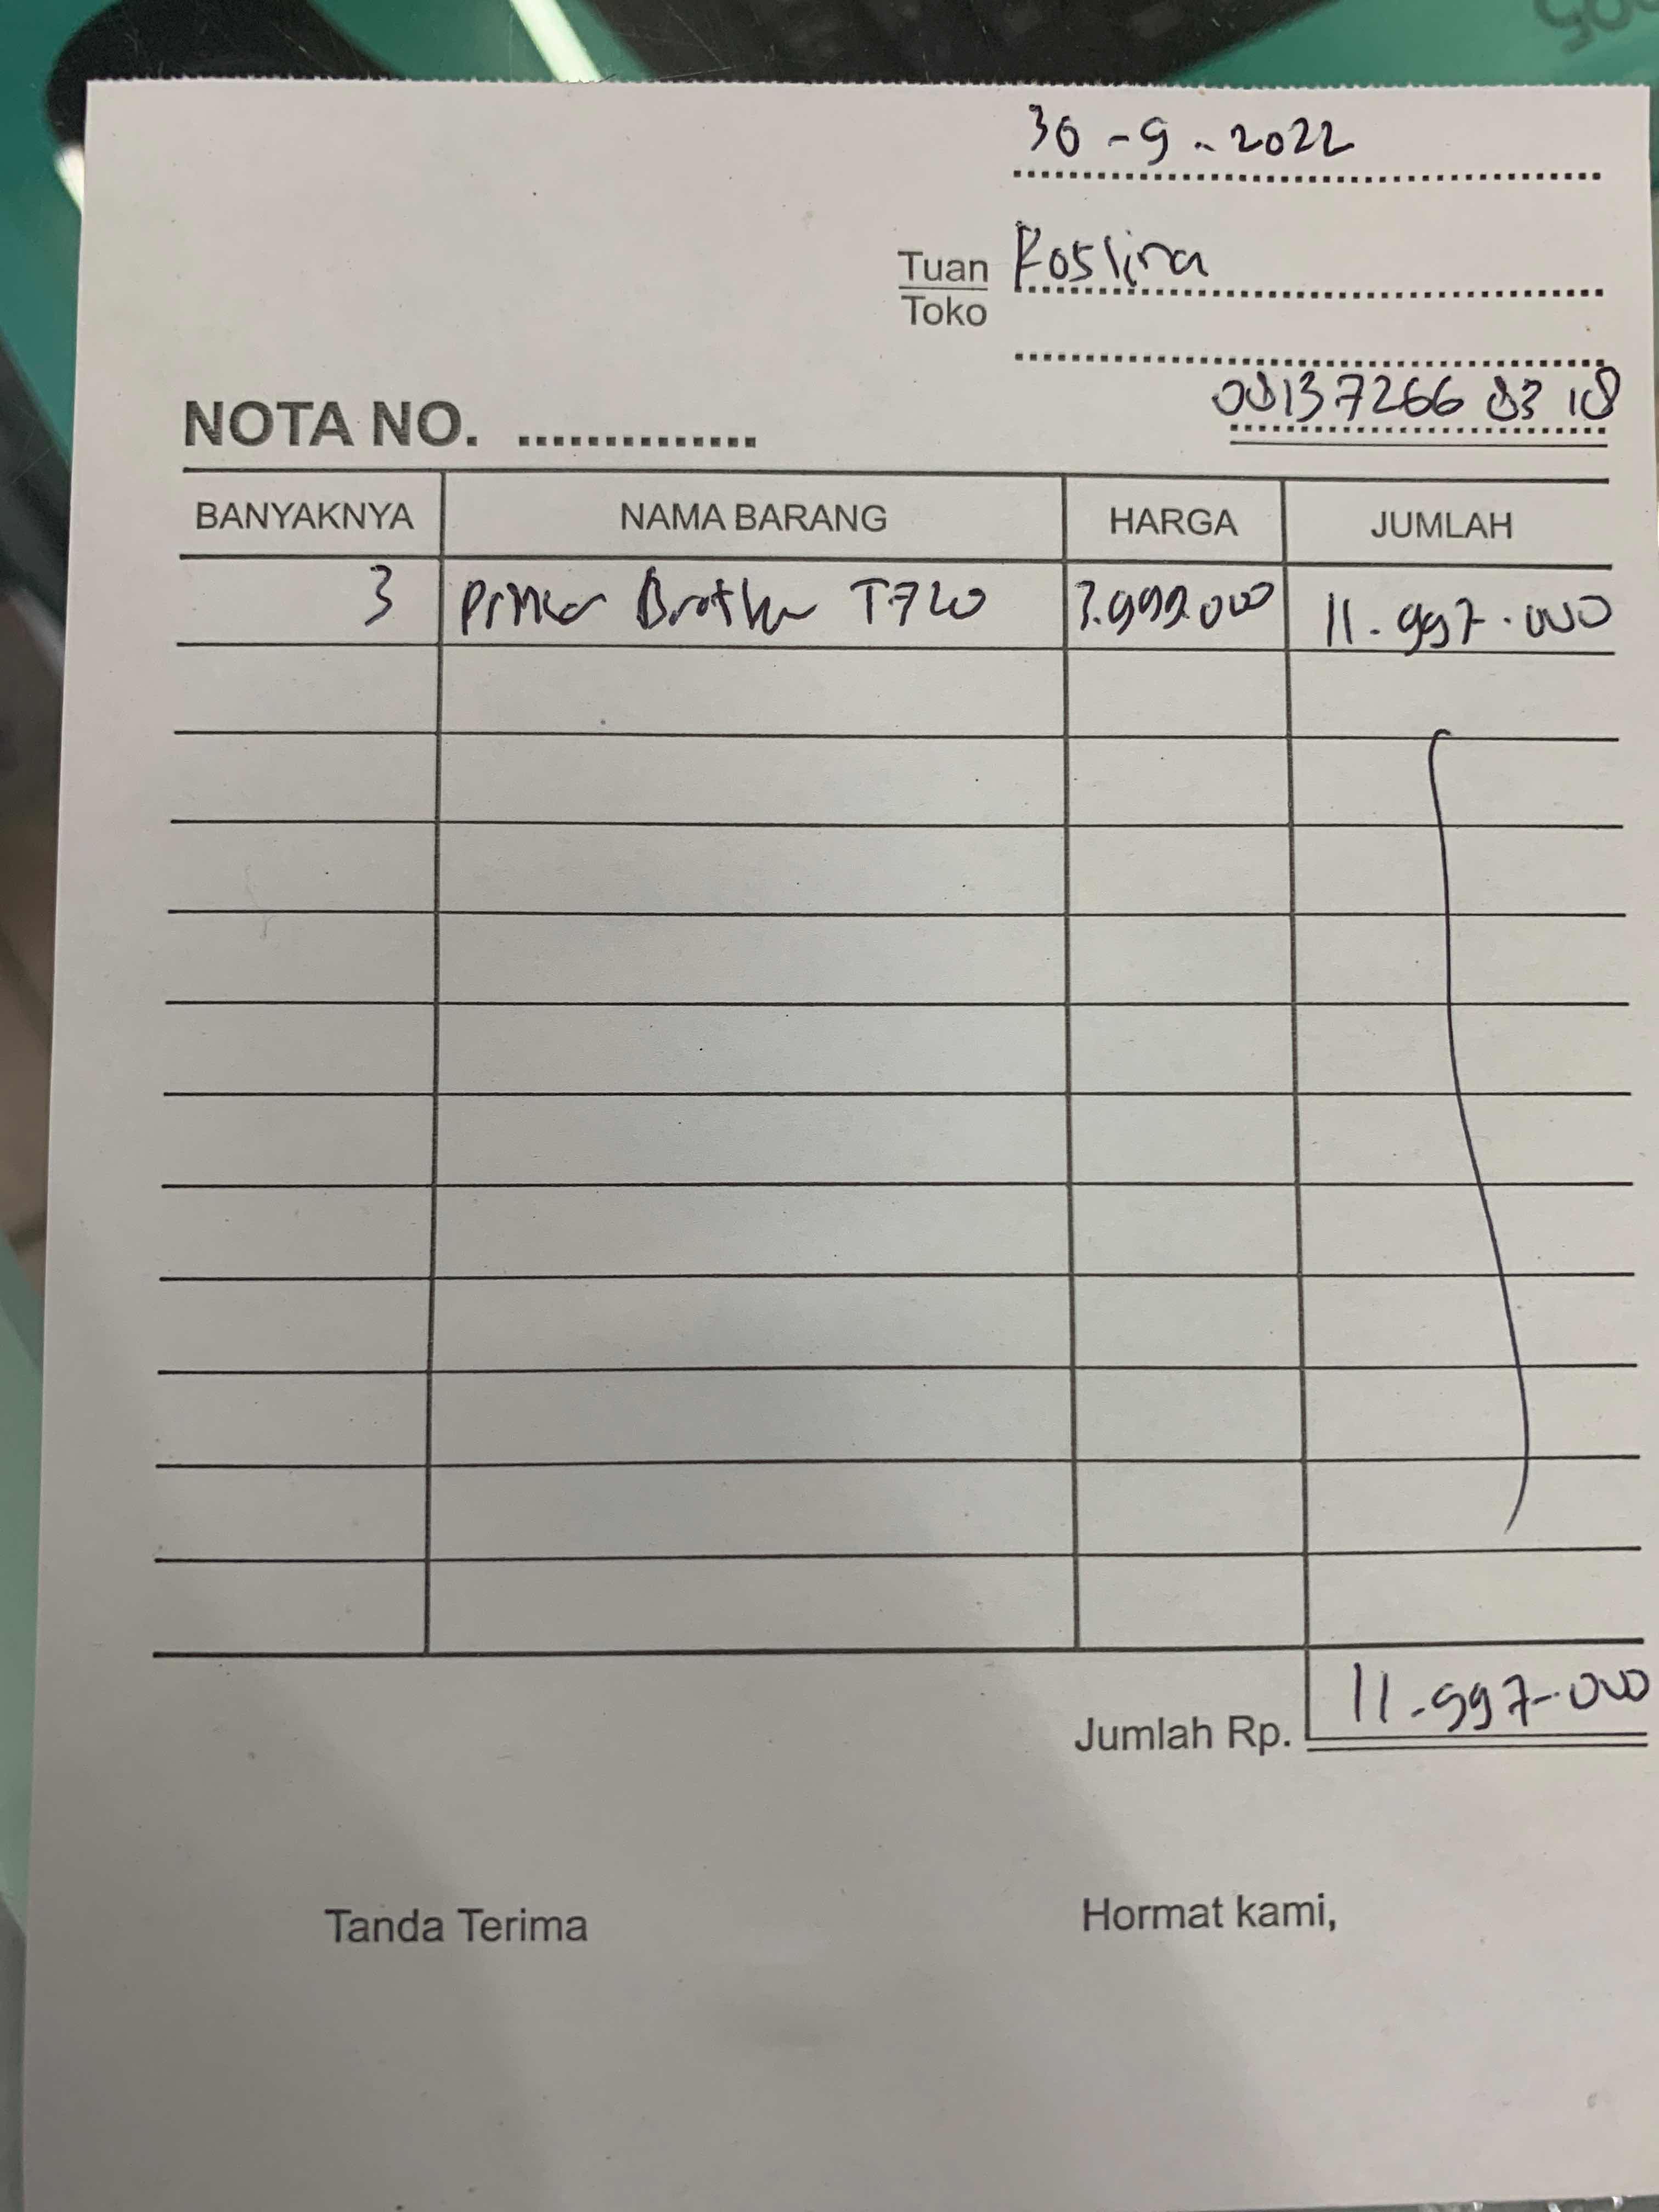 30-9-2022
Tuan Roslina
Toko
081372668318
NOTA NO. ..............
BANYAKNYA NAMA BARANG HARGA JUMLAH
3 Printer Brother T720 3.999.000 11.997.000
Jumlah Rp. 11.997.000
Tanda Terima Hormat kami,